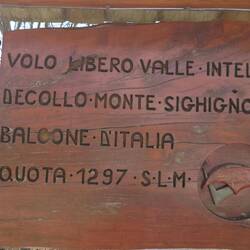 VOLO LIBERO VALLE INTEL
DECOLLO·MONTE·SIGHIGNO
BALCONE·D'ITALIA
QUOTA·1297·S·L·M·